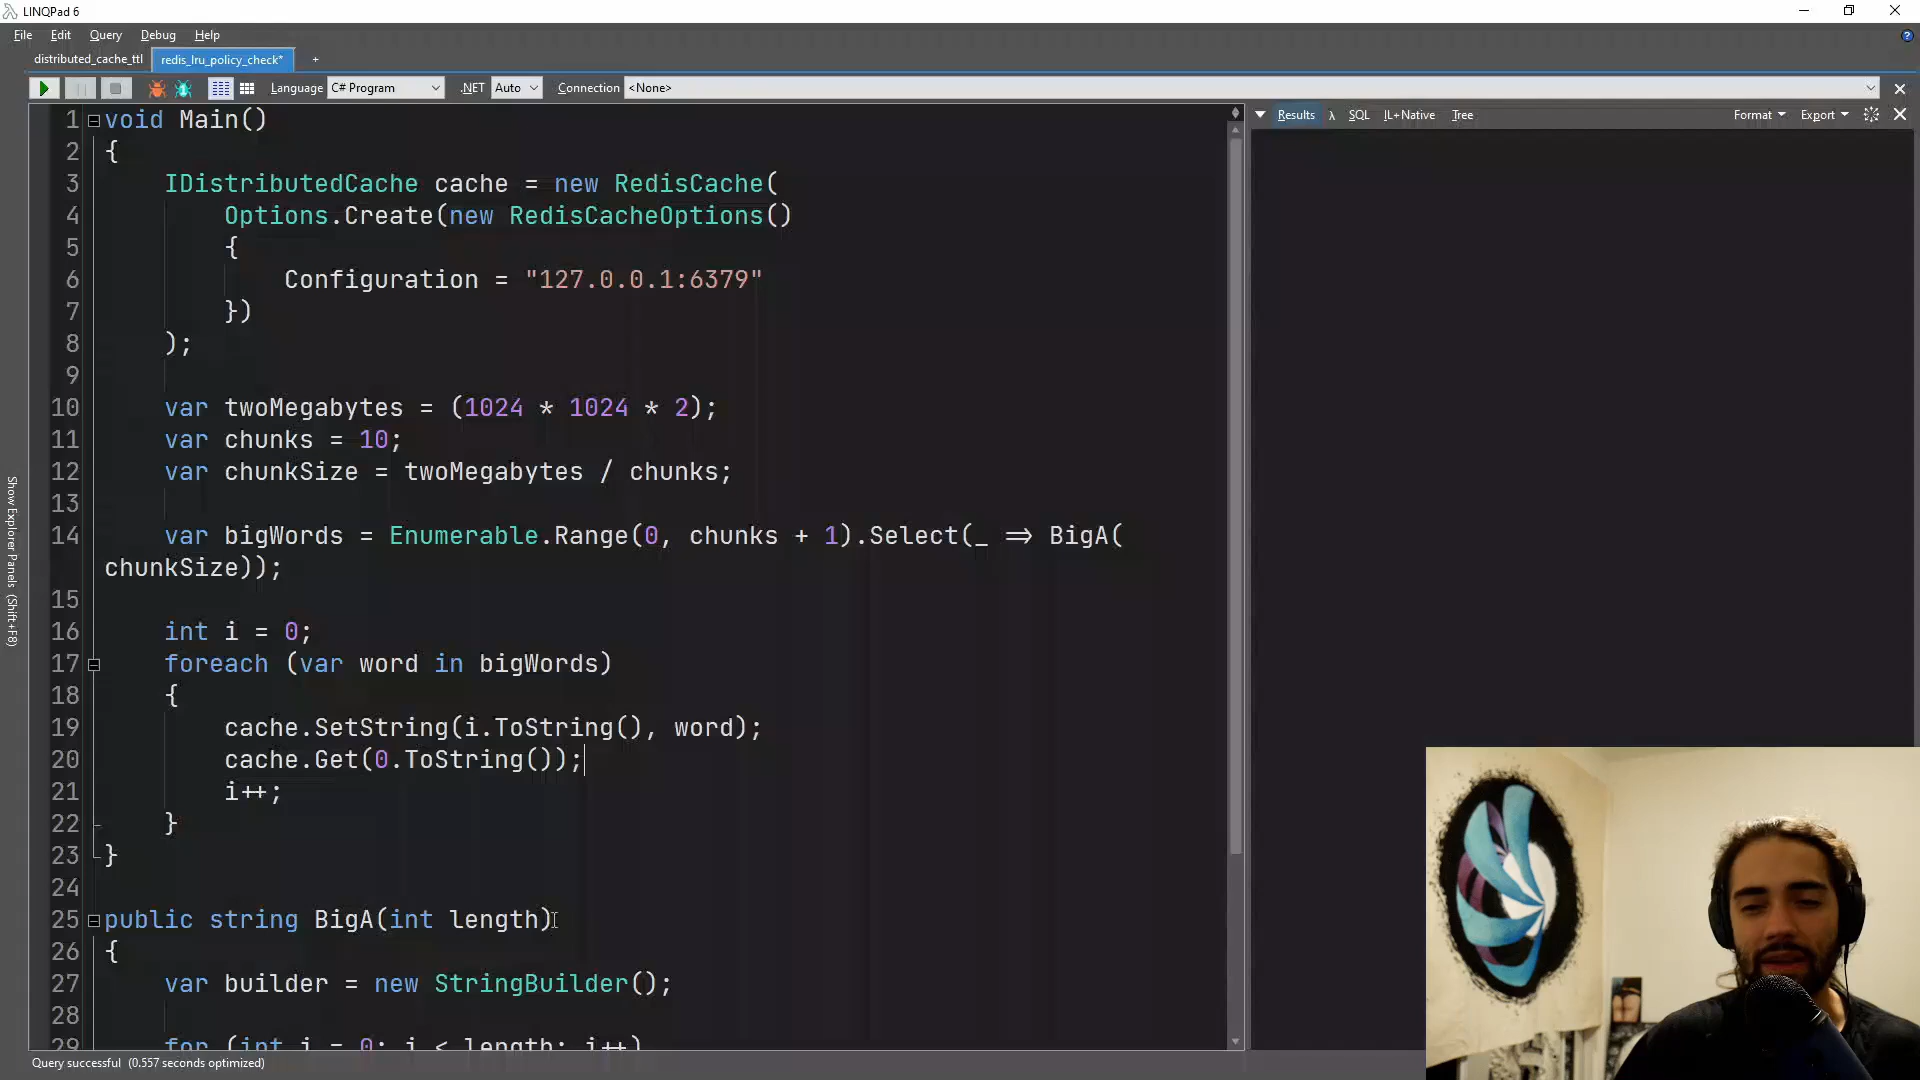 LINQPad 6
File Edit Query Debug Help
distributed_cache_ttl redis_lru_policy_check* +
Language C# Program .NET Auto Connection <None>
Results λ SQL IL+Native Tree Format Export
Show Explorer Panels (Shift+F8)
1 void Main()
2 {
3 IDistributedCache cache = new RedisCache(
4 Options.Create(new RedisCacheOptions()
5 {
6 Configuration = "127.0.0.1:6379"
7 })
8 );
9
10 var twoMegabytes = (1024 * 1024 * 2);
11 var chunks = 10;
12 var chunkSize = twoMegabytes / chunks;
13
14 var bigWords = Enumerable.Range(0, chunks + 1).Select(_ => BigA(
chunkSize));
15
16 int i = 0;
17 foreach (var word in bigWords)
18 {
19 cache.SetString(i.ToString(), word);
20 cache.Get(0.ToString());
21 i++;
22 }
23 }
24
25 public string BigA(int length)
26 {
27 var builder = new StringBuilder();
28
29 for (int i = 0; i < length; i++)
Query successful (0.557 seconds optimized)